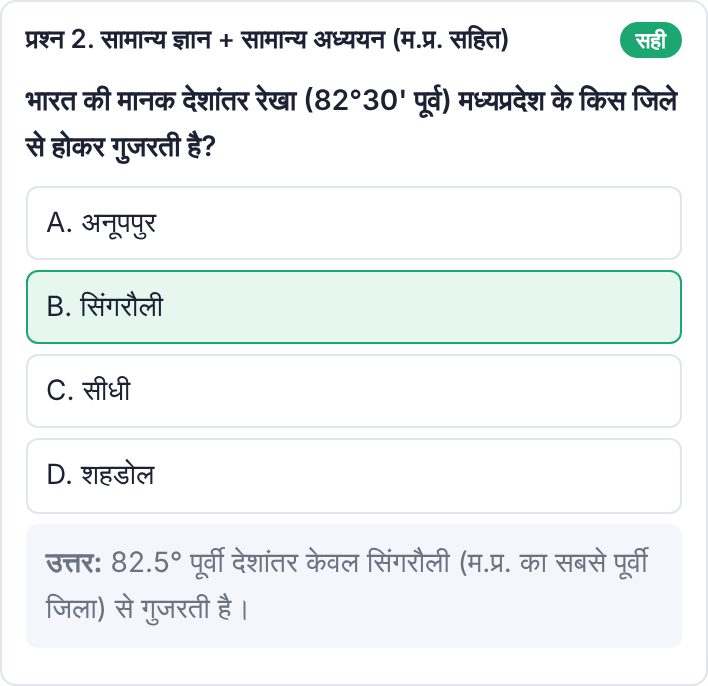 प्रश्न 2. सामान्य ज्ञान + सामान्य अध्ययन (म.प्र. सहित)
सही
भारत की मानक देशांतर रेखा (82°30' पूर्व) मध्यप्रदेश के किस जिले
से होकर गुजरती है?
A. अनूपपुर
B. सिंगरौली
C. सीधी
D. शहडोल
उत्तर: 82.5° पूर्वी देशांतर केवल सिंगरौली (म.प्र. का सबसे पूर्वी
जिला) से गुजरती है।